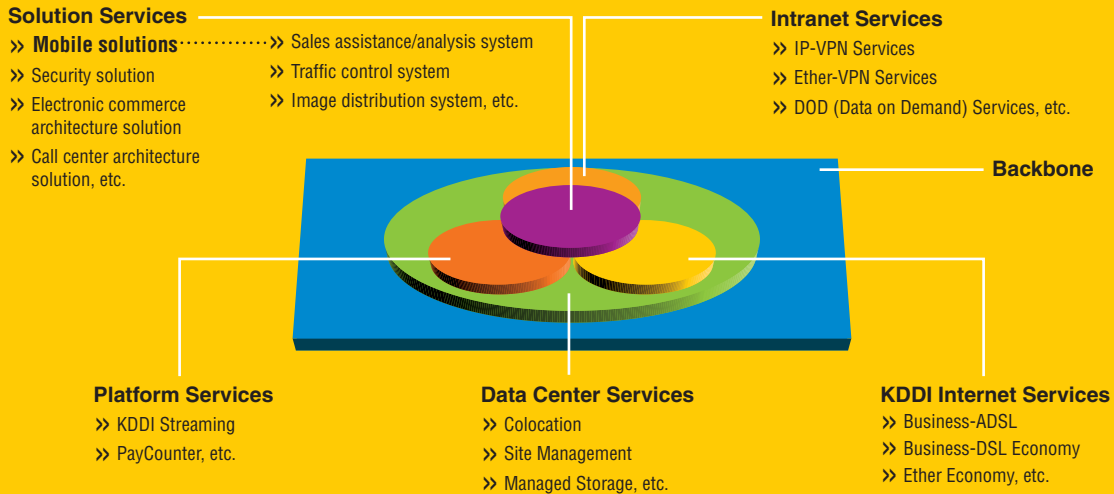 Solution Services
» Mobile solutions
» Security solution
» Electronic commerce
architecture solution
» Call center architecture
solution, etc.
» Sales assistance/analysis system
» Traffic control system
» Image distribution system, etc.
Intranet Services
» IP-VPN Services
» Ether-VPN Services
» DOD (Data on Demand) Services, etc.
Backbone
Platform Services
» KDDI Streaming
» PayCounter, etc.
Data Center Services
» Colocation
» Site Management
» Managed Storage, etc.
KDDI Internet Services
» Business-ADSL
» Business-DSL Economy
» Ether Economy, etc.